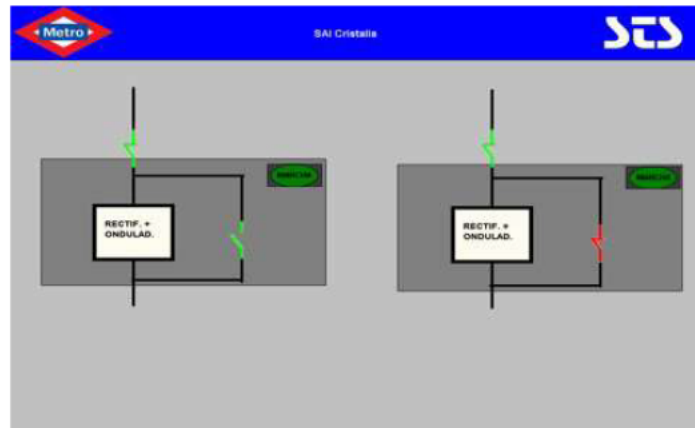 Metro
SAI Cristalia
STS
RECTIF. +
ONDULAD.
RECTIF. +
ONDULAD.